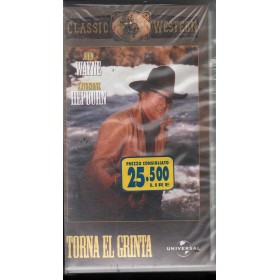 CLASSIC WESTERN
JOHN
WAYNE
KATHARINE
HEPBURN
PREZZO CONSIGLIATO
25.500
LIRE
TORNA EL GRINTA
UNIVERSAL